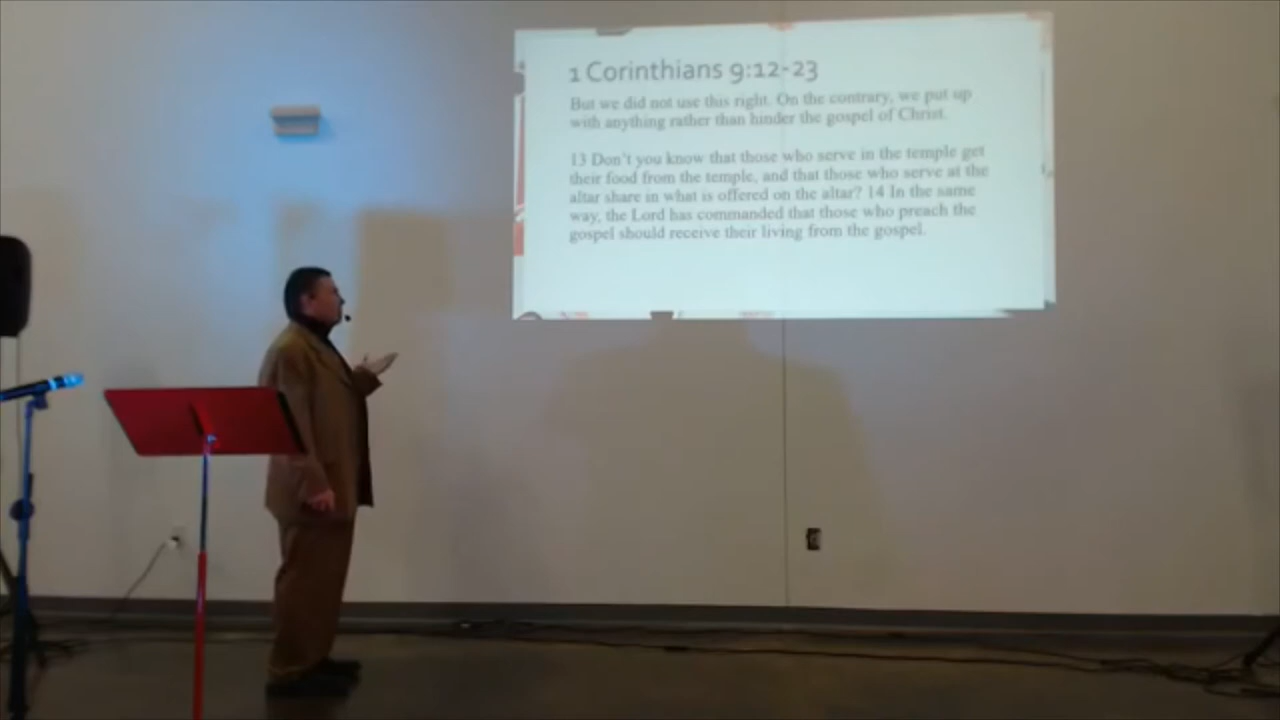 1 Corinthians 9:12-23
But we did not use this right. On the contrary, we put up
with anything rather than hinder the gospel of Christ.
13 Don't you know that those who serve in the temple get
their food from the temple, and that those who serve at the
altar share in what is offered on the altar? 14 In the same
way, the Lord has commanded that those who preach the
gospel should receive their living from the gospel.